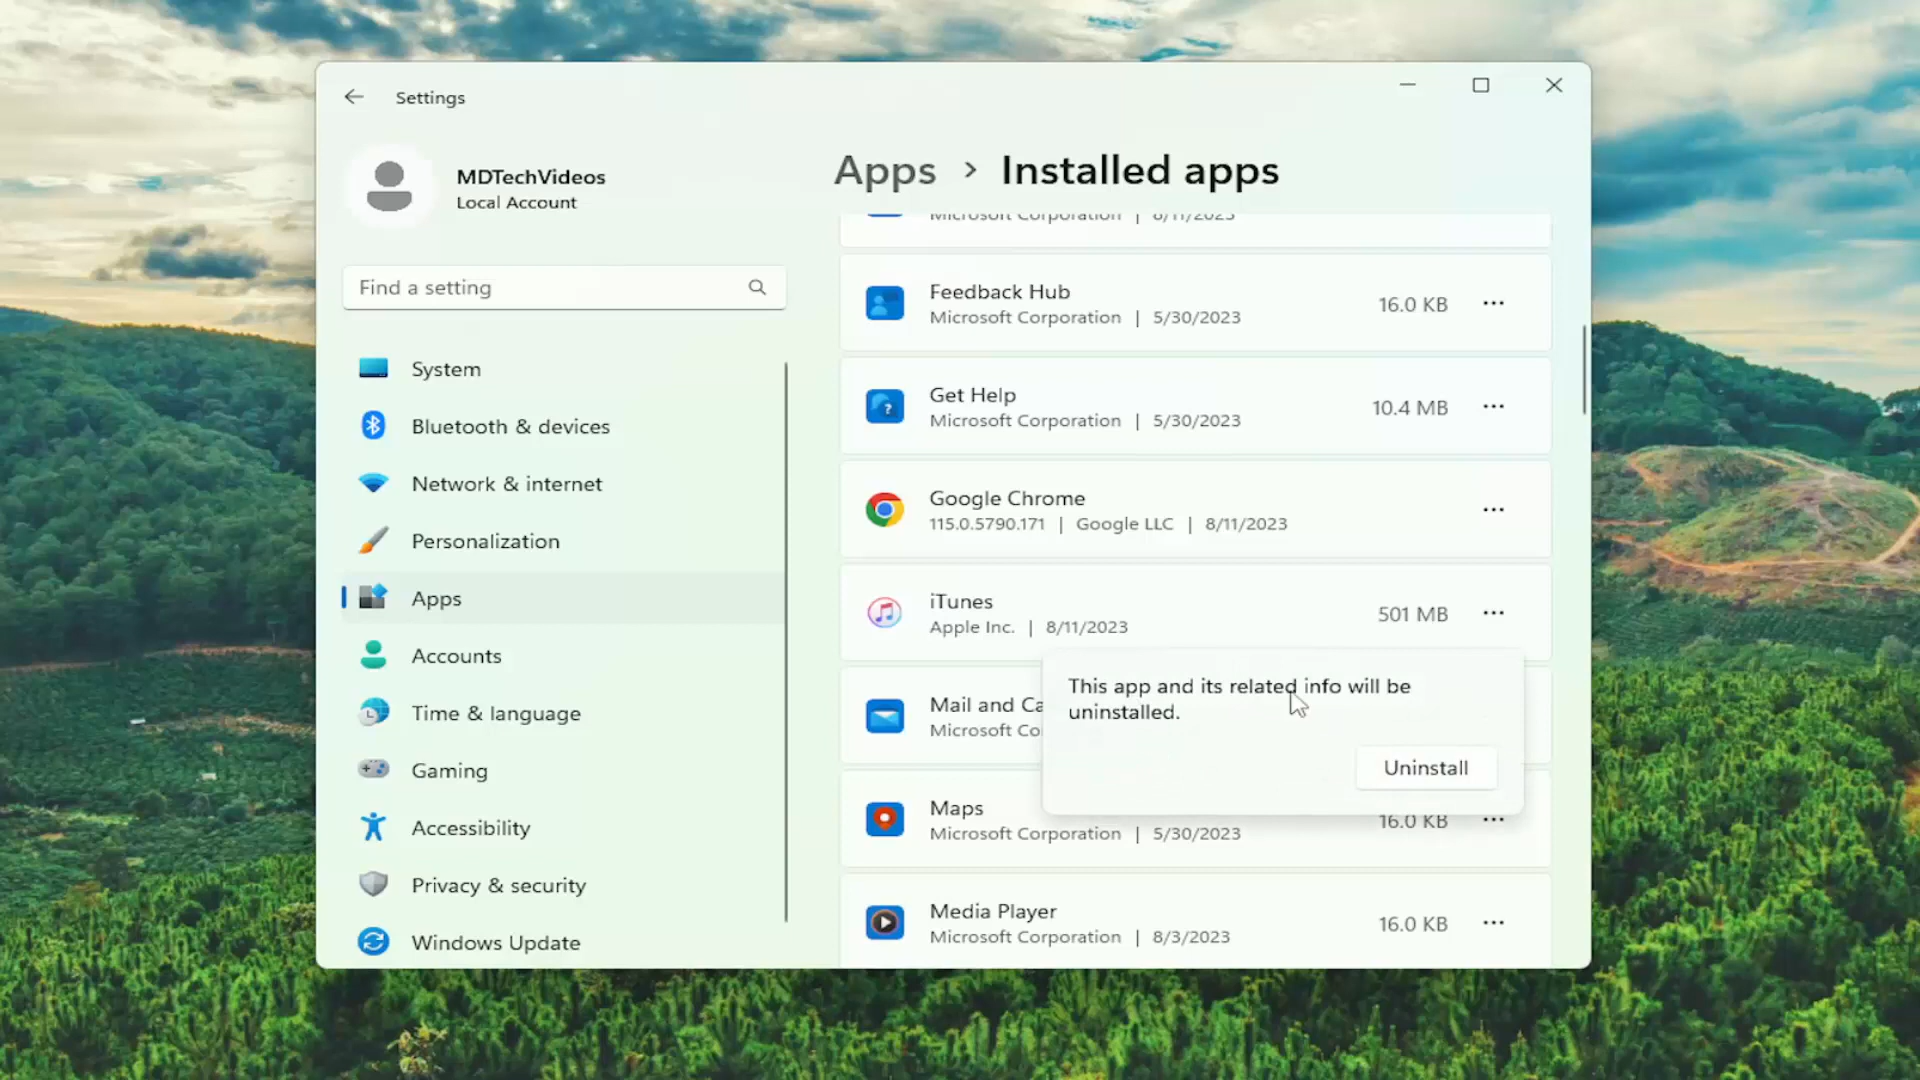 Settings
MDTechVideos
Local Account
Find a setting
System
Bluetooth & devices
Network & internet
Personalization
Apps
Accounts
Time & language
Gaming
Accessibility
Privacy & security
Windows Update
Apps > Installed apps
Microsoft Corporation | 8/11/2023
Feedback Hub
Microsoft Corporation | 5/30/2023
16.0 KB
Get Help
Microsoft Corporation | 5/30/2023
10.4 MB
Google Chrome
115.0.5790.171 | Google LLC | 8/11/2023
iTunes
Apple Inc. | 8/11/2023
501 MB
This app and its related info will be
uninstalled.
Uninstall
Mail and Ca
Microsoft Co
Maps
Microsoft Corporation | 5/30/2023
16.0 KB
Media Player
Microsoft Corporation | 8/3/2023
16.0 KB